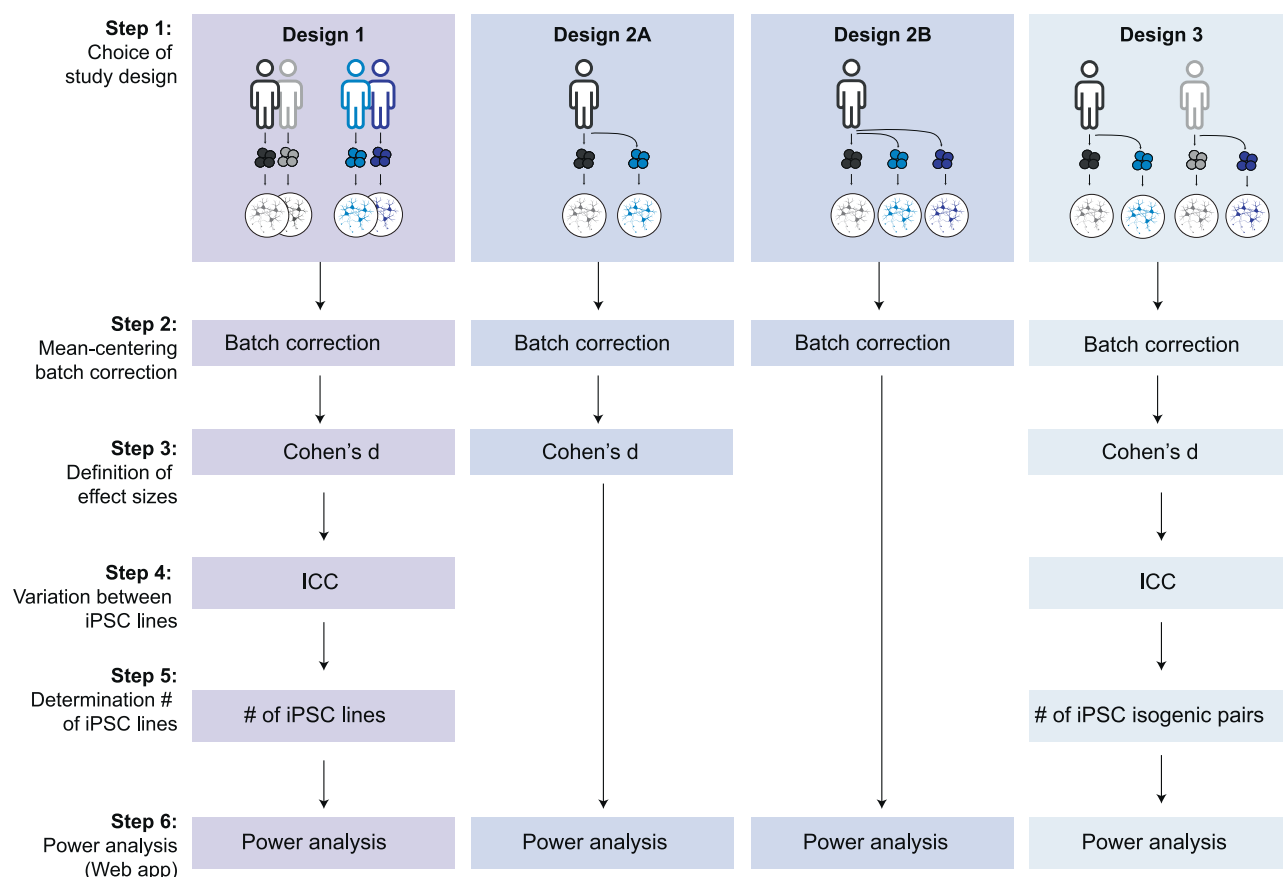 Step 1:
Choice of
study design
Design 1
Design 2A
Design 2B
Design 3
Step 2:
Mean-centering
batch correction
Batch correction
Batch correction
Batch correction
Batch correction
Step 3:
Definition of
effect sizes
Cohen's d
Cohen's d
Cohen's d
Step 4:
Variation between
iPSC lines
ICC
ICC
Step 5:
Determination #
of iPSC lines
# of iPSC lines
# of iPSC isogenic pairs
Step 6:
Power analysis
(Web app)
Power analysis
Power analysis
Power analysis
Power analysis